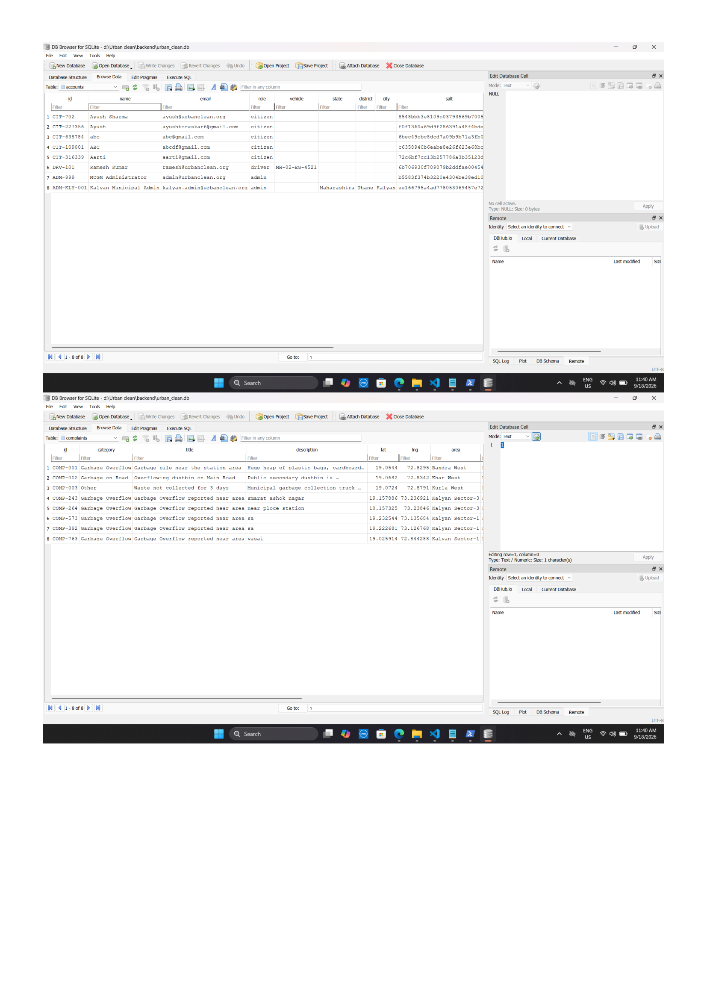 DB Browser for SQLite - d:\Urban clean\backend\urban_clean.db
File Edit View Tools Help
New Database Open Database Write Changes Revert Changes Undo Open Project Save Project Attach Database Close Database
Database Structure Browse Data Edit Pragmas Execute SQL
Table: accounts Filter in any column
id name email role vehicle state district city salt
Filter Filter Filter Filter Filter Filter Filter Filter Filter
1 CIT-702 Ayush Sharma ayush@urbanclean.org citizen 8548bbb3e8109c03793569b7005
2 CIT-227356 Ayush ayushtoraskar6@gmail.com citizen f0f1360a69d9f286391a48f4bde
3 CIT-638784 abc abc@gmail.com citizen 6bec49cbc8dcd7a09b9b71a3fb0
4 CIT-109001 ABC abcdf@gmail.com citizen c6358940b6eabe8e26f623e68bc
5 CIT-316339 Aarti aarti@gmail.com citizen 72c6bf7cc13b257786a3b35123d
6 DRV-101 Ramesh Kumar ramesh@urbanclean.org driver MH-02-EG-4521 6b706930f789879b2ddfae00454
7 ADM-999 MCGM Administrator admin@urbanclean.org admin b5583f374b3220e4304be38ed10
8 ADM-KLY-001 Kalyan Municipal Admin kalyan.admin@urbanclean.org admin Maharashtra Thane Kalyan ee166795a4ad778053069457e72
1 - 8 of 8 Go to: 1
Edit Database Cell
Mode: Text
NULL
No cell active.
Type: NULL; Size: 0 bytes
Apply
Remote
Identity Select an identity to connect Upload
DBHub.io Local Current Database
Name Last modified Size
SQL Log Plot DB Schema Remote
UTF-8
Search DELL ENG US 11:40 AM 9/18/2026
DB Browser for SQLite - d:\Urban clean\backend\urban_clean.db
File Edit View Tools Help
New Database Open Database Write Changes Revert Changes Undo Open Project Save Project Attach Database Close Database
Database Structure Browse Data Edit Pragmas Execute SQL
Table: complaints Filter in any column
id category title description lat lng area
Filter Filter Filter Filter Filter Filter Filter
1 COMP-001 Garbage Overflow Garbage pile near the station area Huge heap of plastic bags, cardboard… 19.0544 72.8295 Bandra West
2 COMP-002 Garbage on Road Overflowing dustbin on Main Road Public secondary dustbin is … 19.0682 72.8342 Khar West
3 COMP-003 Other Waste not collected for 3 days Municipal garbage collection truck … 19.0724 72.8791 Kurla West
4 COMP-243 Garbage Overflow Garbage Overflow reported near area smarat ashok nagar 19.157886 73.236921 Kalyan Sector-3
5 COMP-264 Garbage Overflow Garbage Overflow reported near area near ploce station 19.157325 73.23846 Kalyan Sector-3
6 COMP-573 Garbage Overflow Garbage Overflow reported near area sa 19.232544 73.135684 Kalyan Sector-1
7 COMP-392 Garbage Overflow Garbage Overflow reported near area sa 19.222681 73.126768 Kalyan Sector-1
8 COMP-763 Garbage Overflow Garbage Overflow reported near area vasai 19.025914 72.844288 Kalyan Sector-1
1 - 8 of 8 Go to: 1
Edit Database Cell
Mode: Text
1 1
Editing row=1, column=0
Type: Text / Numeric; Size: 1 character(s)
Apply
Remote
Identity Select an identity to connect Upload
DBHub.io Local Current Database
Name Last modified Size
SQL Log Plot DB Schema Remote
UTF-8
Search DELL ENG US 11:40 AM 9/18/2026